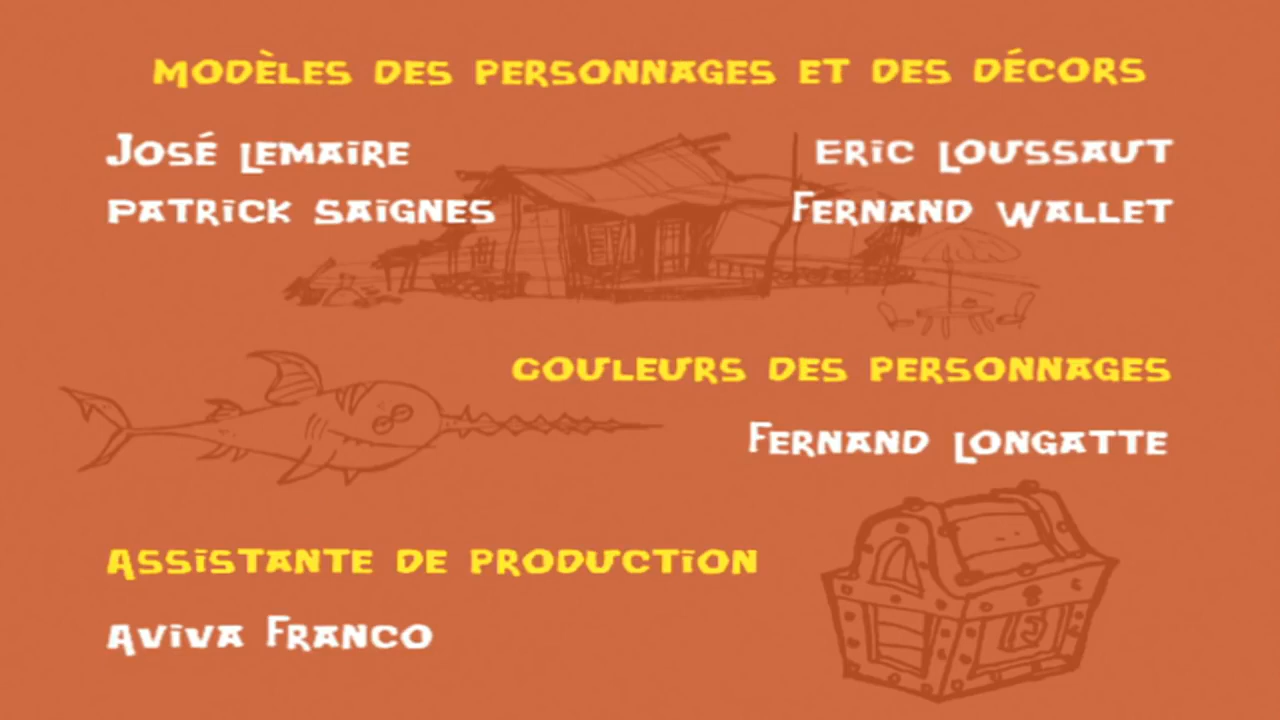 MODÈLES DES PERSONNAGES ET DES DÉCORS
JOSÉ LEMAIRE
ERIC LOUSSAUT
PATRICK SAIGNES
FERNAND WALLET
COULEURS DES PERSONNAGES
FERNAND LONGATTE
ASSISTANTE DE PRODUCTION
AVIVA FRANCO